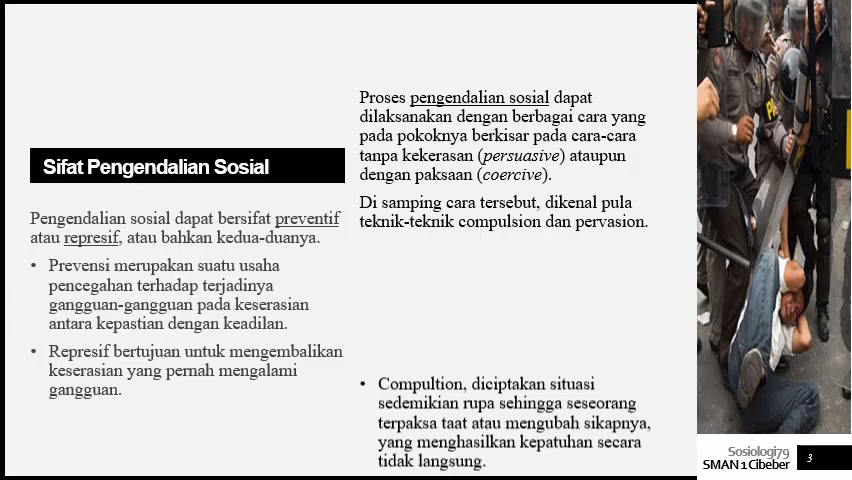 Sifat Pengendalian Sosial
Pengendalian sosial dapat bersifat preventif
atau represif, atau bahkan kedua-duanya.
• Prevensi merupakan suatu usaha
pencegahan terhadap terjadinya
gangguan-gangguan pada keserasian
antara kepastian dengan keadilan.
• Represif bertujuan untuk mengembalikan
keserasian yang pernah mengalami
gangguan.
Proses pengendalian sosial dapat
dilaksanakan dengan berbagai cara yang
pada pokoknya berkisar pada cara-cara
tanpa kekerasan (persuasive) ataupun
dengan paksaan (coercive).
Di samping cara tersebut, dikenal pula
teknik-teknik compulsion dan pervasion.
• Compultion, diciptakan situasi
sedemikian rupa sehingga seseorang
terpaksa taat atau mengubah sikapnya,
yang menghasilkan kepatuhan secara
tidak langsung.
Sosiologi79
SMAN 1 Cibeber
3